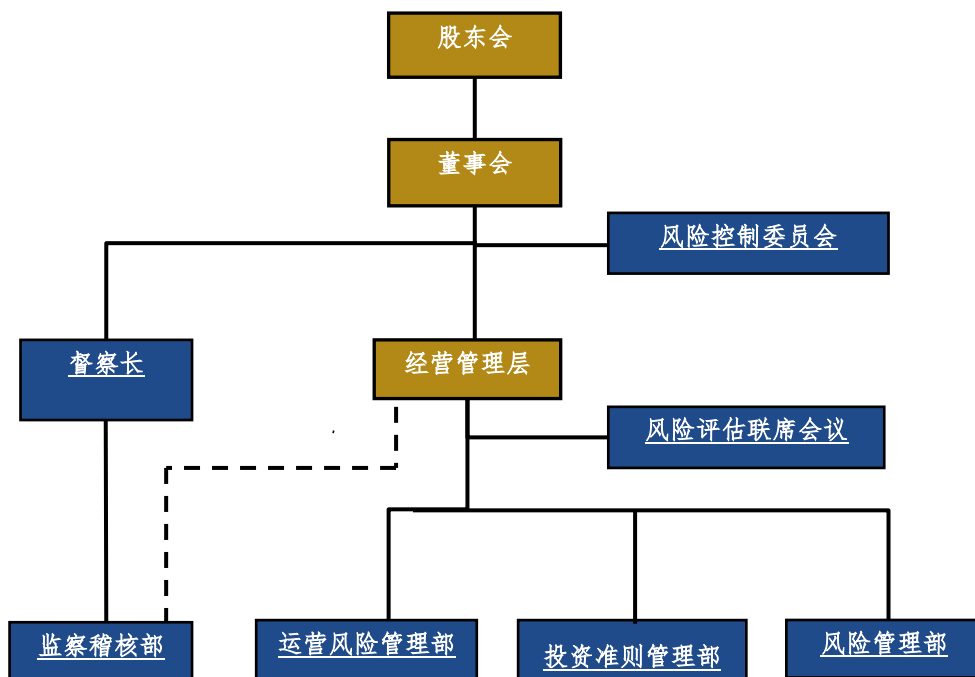 股东会
董事会
风险控制委员会
督察长
经营管理层
风险评估联席会议
监察稽核部
运营风险管理部
投资准则管理部
风险管理部